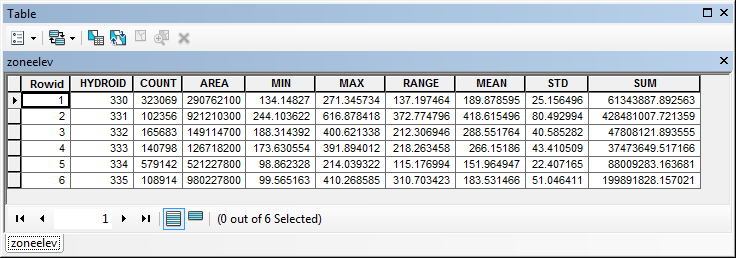 Table
zoneelev
Rowid HYDROID COUNT AREA MIN MAX RANGE MEAN STD SUM
1 330 323069 290762100 134.14827 271.345734 137.197464 189.878595 25.156496 61343887.892563
2 331 102356 921210300 244.103622 616.878418 372.774796 418.615496 80.492994 428481007.721359
3 332 165683 149114700 188.314392 400.621338 212.306946 288.551764 40.585282 47808121.893555
4 333 140798 126718200 173.630554 391.894012 218.263458 266.15186 43.410509 37473649.517166
5 334 579142 521227800 98.862328 214.039322 115.176994 151.964947 22.407165 88009283.163681
6 335 108914 980227800 99.565163 410.268585 310.703423 183.531466 51.046411 199891828.157021
1 (0 out of 6 Selected)
zoneelev